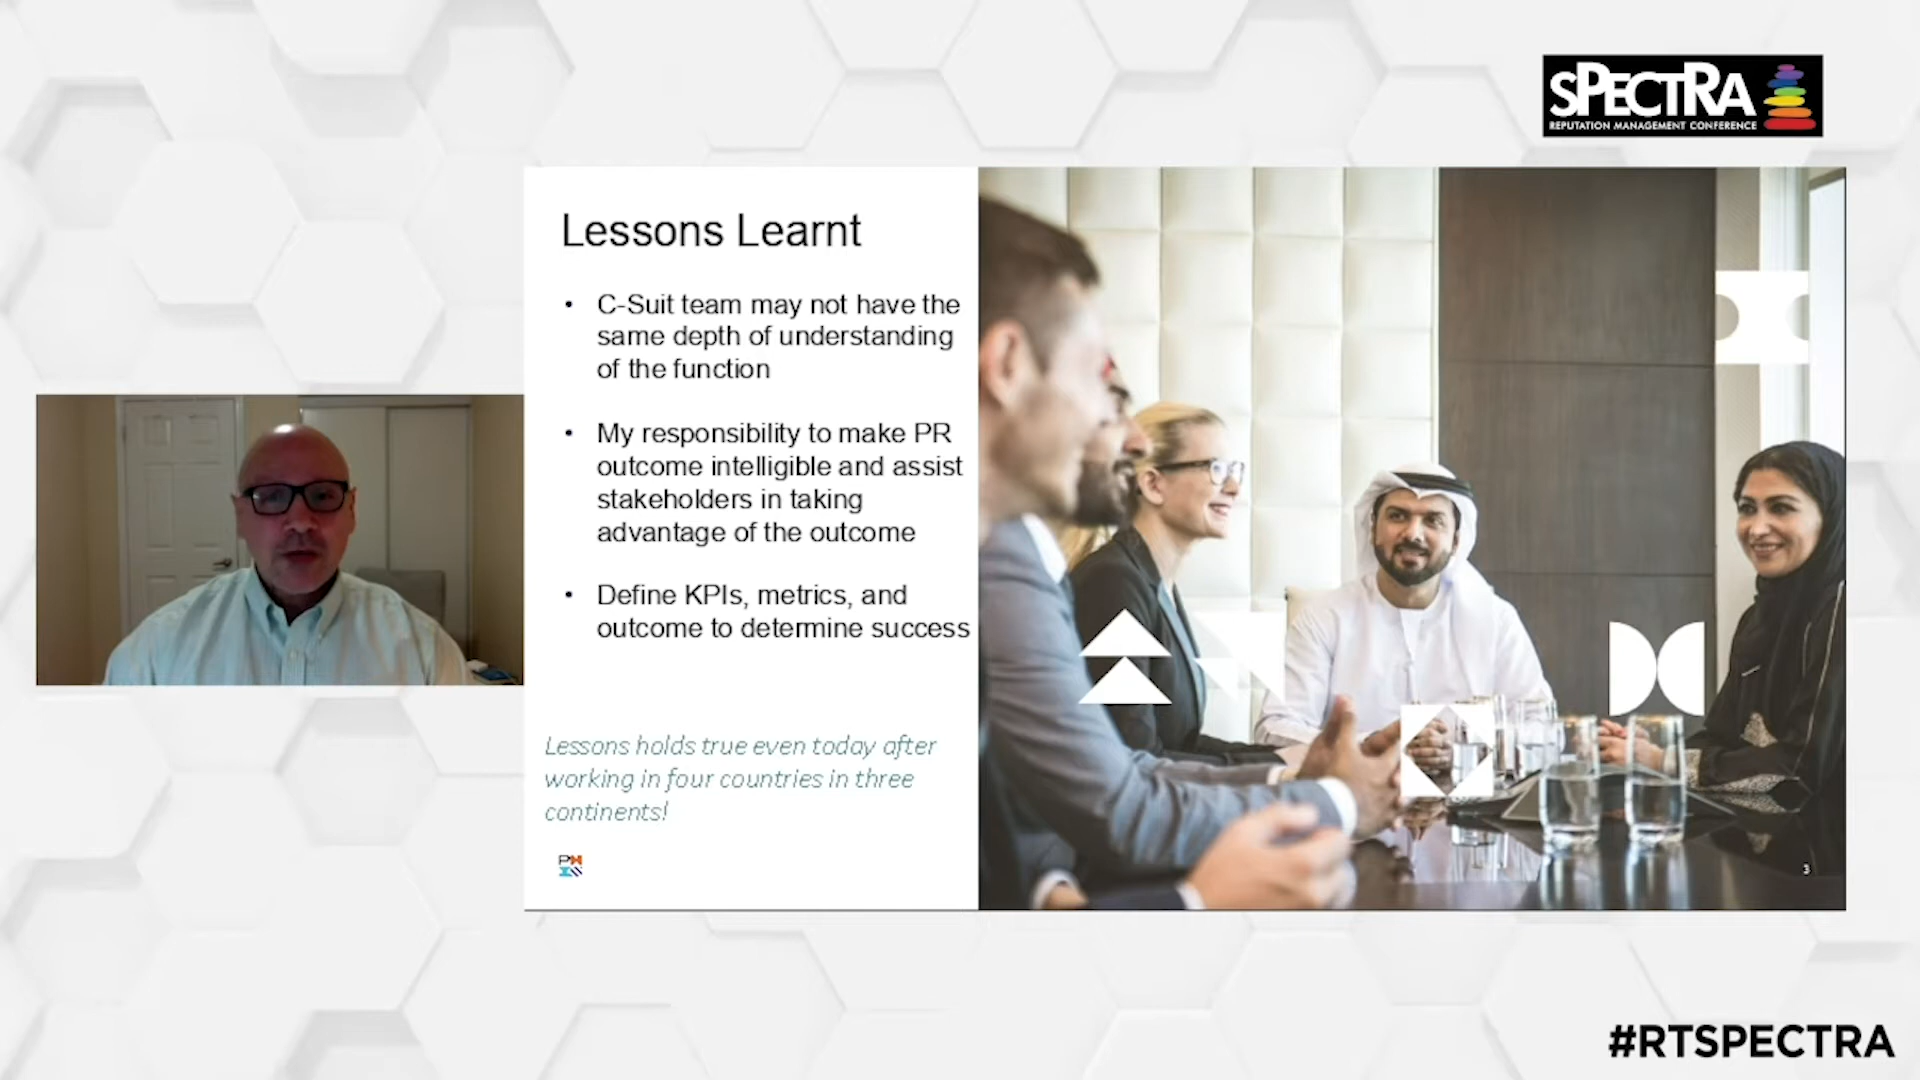 SPECTRA
REPUTATION MANAGEMENT CONFERENCE
Lessons Learnt
• C-Suit team may not have the
same depth of understanding
of the function
• My responsibility to make PR
outcome intelligible and assist
stakeholders in taking
advantage of the outcome
• Define KPIs, metrics, and
outcome to determine success
Lessons holds true even today after
working in four countries in three
continents!
3
#RTSPECTRA